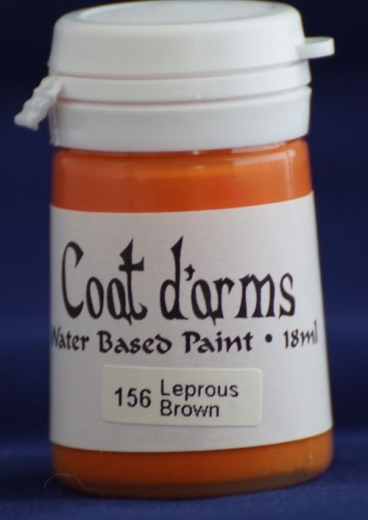 Coat d'arms
Water Based Paint • 18ml
156 Leprous
Brown